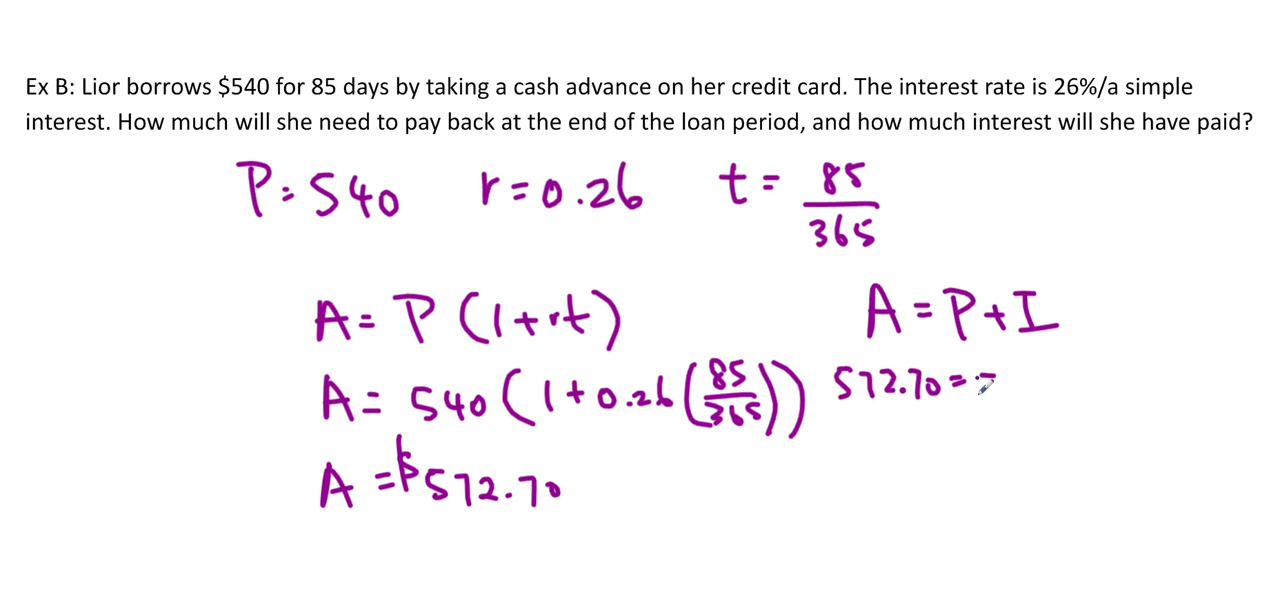 Ex B: Lior borrows $540 for 85 days by taking a cash advance on her credit card. The interest rate is 26%/a simple
interest. How much will she need to pay back at the end of the loan period, and how much interest will she have paid?
P = 540 r = 0.26 t = 85/365
A = P (1 + rt) A = P + I
A = 540 (1 + 0.26 (85/365)) 572.70 =
A = $572.70